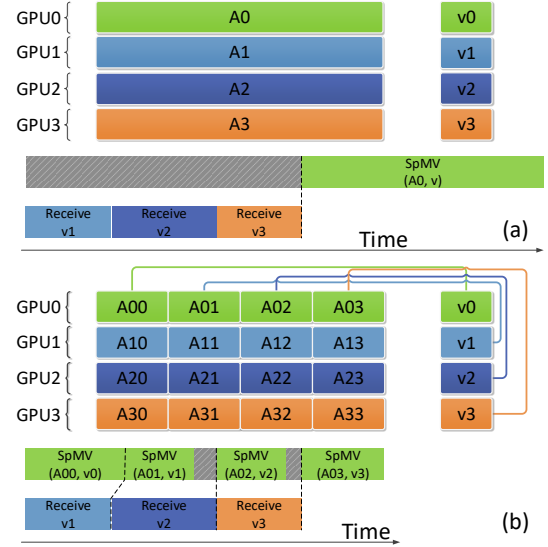 GPU0 A0 v0
GPU1 A1 v1
GPU2 A2 v2
GPU3 A3 v3
SpMV
(A0, v)
Receive Receive Receive
v1 v2 v3
Time (a)
GPU0 A00 A01 A02 A03 v0
GPU1 A10 A11 A12 A13 v1
GPU2 A20 A21 A22 A23 v2
GPU3 A30 A31 A32 A33 v3
SpMV SpMV SpMV SpMV
(A00, v0) (A01, v1) (A02, v2) (A03, v3)
Receive Receive Receive
v1 v2 v3
Time (b)